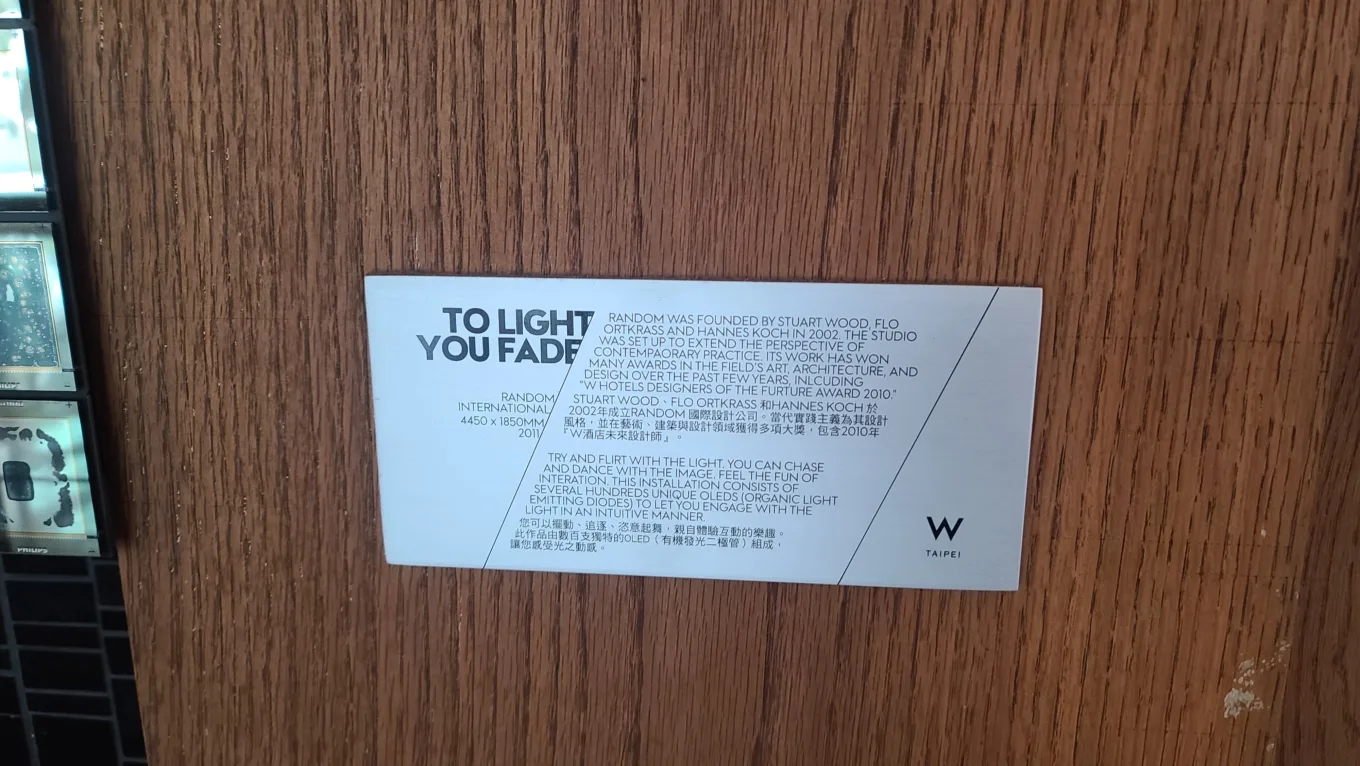 TO LIGHT
YOU FADE
RANDOM
INTERNATIONAL
4450 x 1850MM
2011
RANDOM WAS FOUNDED BY STUART WOOD, FLO
ORTKRASS AND HANNES KOCH IN 2002. THE STUDIO
WAS SET UP TO EXTEND THE PERSPECTIVE OF
CONTEMPAORARY PRACTICE. ITS WORK HAS WON
MANY AWARDS IN THE FIELD'S ART, ARCHITECTURE, AND
DESIGN OVER THE PAST FEW YEARS, INLCUDING
"W HOTELS DESIGNERS OF THE FURTURE AWARD 2010."
STUART WOOD、FLO ORTKRASS 和HANNES KOCH 於
2002年成立RANDOM 國際設計公司。當代實踐主義為其設計
風格，並在藝術、建築與設計領域獲得多項大獎，包含2010年
『W酒店未來設計師』。
TRY AND FLIRT WITH THE LIGHT. YOU CAN CHASE
AND DANCE WITH THE IMAGE. FEEL THE FUN OF
INTERATION. THIS INSTALLATION CONSISTS OF
SEVERAL HUNDREDS UNIQUE OLEDS (ORGANIC LIGHT
EMITTING DIODES) TO LET YOU ENGAGE WITH THE
LIGHT IN AN INTUITIVE MANNER.
您可以擺動、追逐、恣意起舞，親自體驗互動的樂趣。
此作品由數百支獨特的OLED（有機發光二極管）組成，
讓您感受光之動感。
W
TAIPEI
PHILIPS